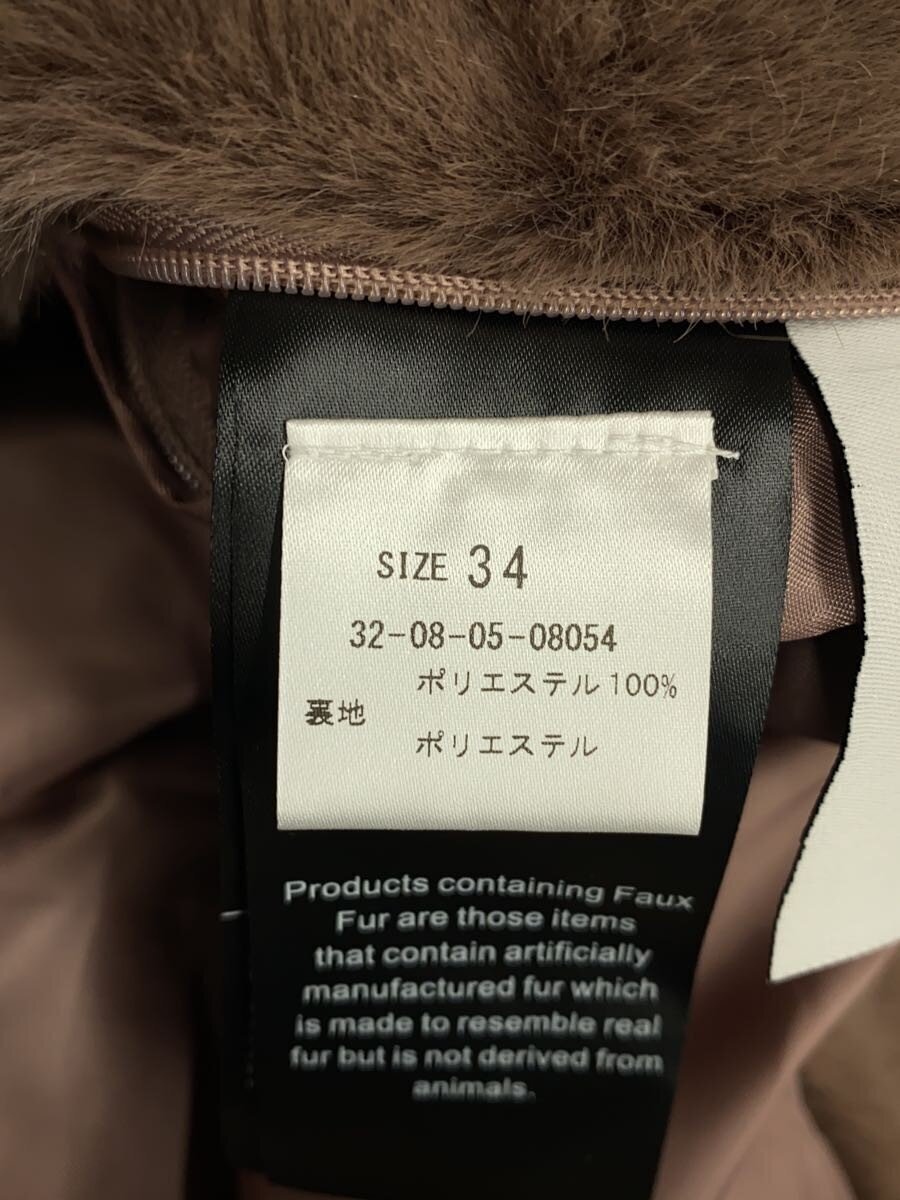 SIZE 34
32-08-05-08054
ポリエステル100%
裏地
ポリエステル
Products containing Faux
Fur are those items
that contain artificially
manufactured fur which
is made to resemble real
fur but is not derived from
animals.